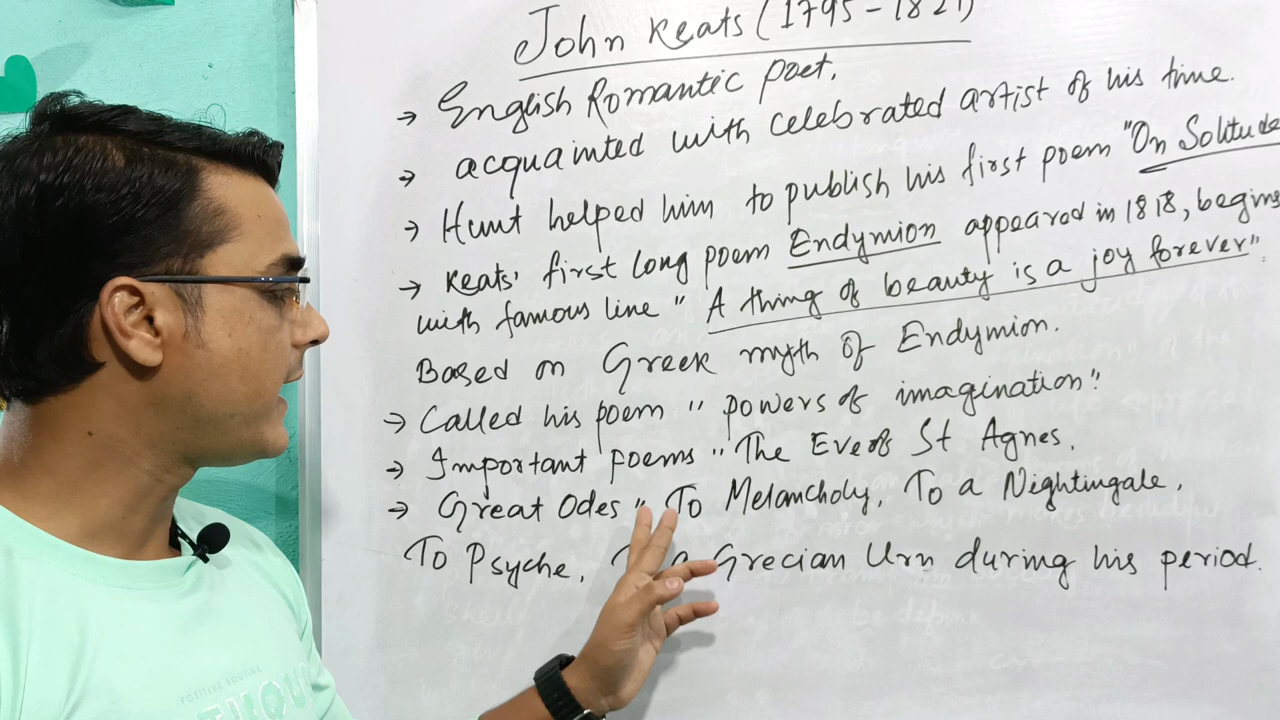 John Keats (1795-1821)
→ English Romantic Poet.
→ acquainted with celebrated artist of his time.
→ Hunt helped him to publish his first poem "On Solitude
→ Keats' first long poem Endymion appeared in 1818, begins
with famous line " A thing of beauty is a joy forever".
Based on Greek myth of Endymion.
→ Called his poem " powers of imagination"
→ Important poems " The Eve of St Agnes.
→ Great Odes " To Melancholy, To a Nightingale,
To Psyche, a Grecian Urn during his period.
POSITIVE ROUTINE